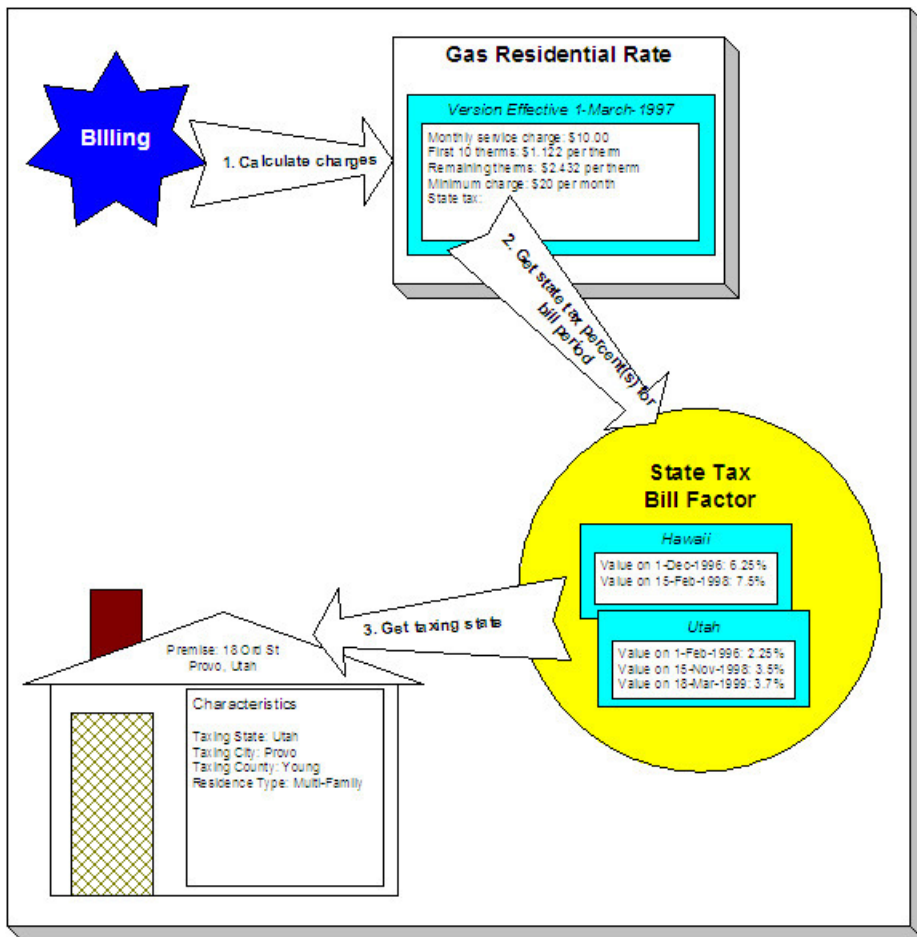 Gas Residential Rate
Version Effective 1-March-1997
Monthly service charge: $10.00
First 10 therms: $1.122 per therm
Remaining therms: $2.432 per therm
Minimum charge: $20 per month
State tax:
Billing
1. Calculate charges
2. Get state tax percent(s) for
bill period
State Tax
Bill Factor
Hawaii
Value on 1-Dec-1996: 6.25%
Value on 15-Feb-1998: 7.5%
Utah
Value on 1-Feb-1996: 2.25%
Value on 15-Nov-1998: 3.5%
Value on 18-Mar-1999: 3.7%
3. Get taxing state
Premise: 18 Ord St
Provo, Utah
Characteristics
Taxing State: Utah
Taxing City: Provo
Taxing County: Young
Residence Type: Multi-Family